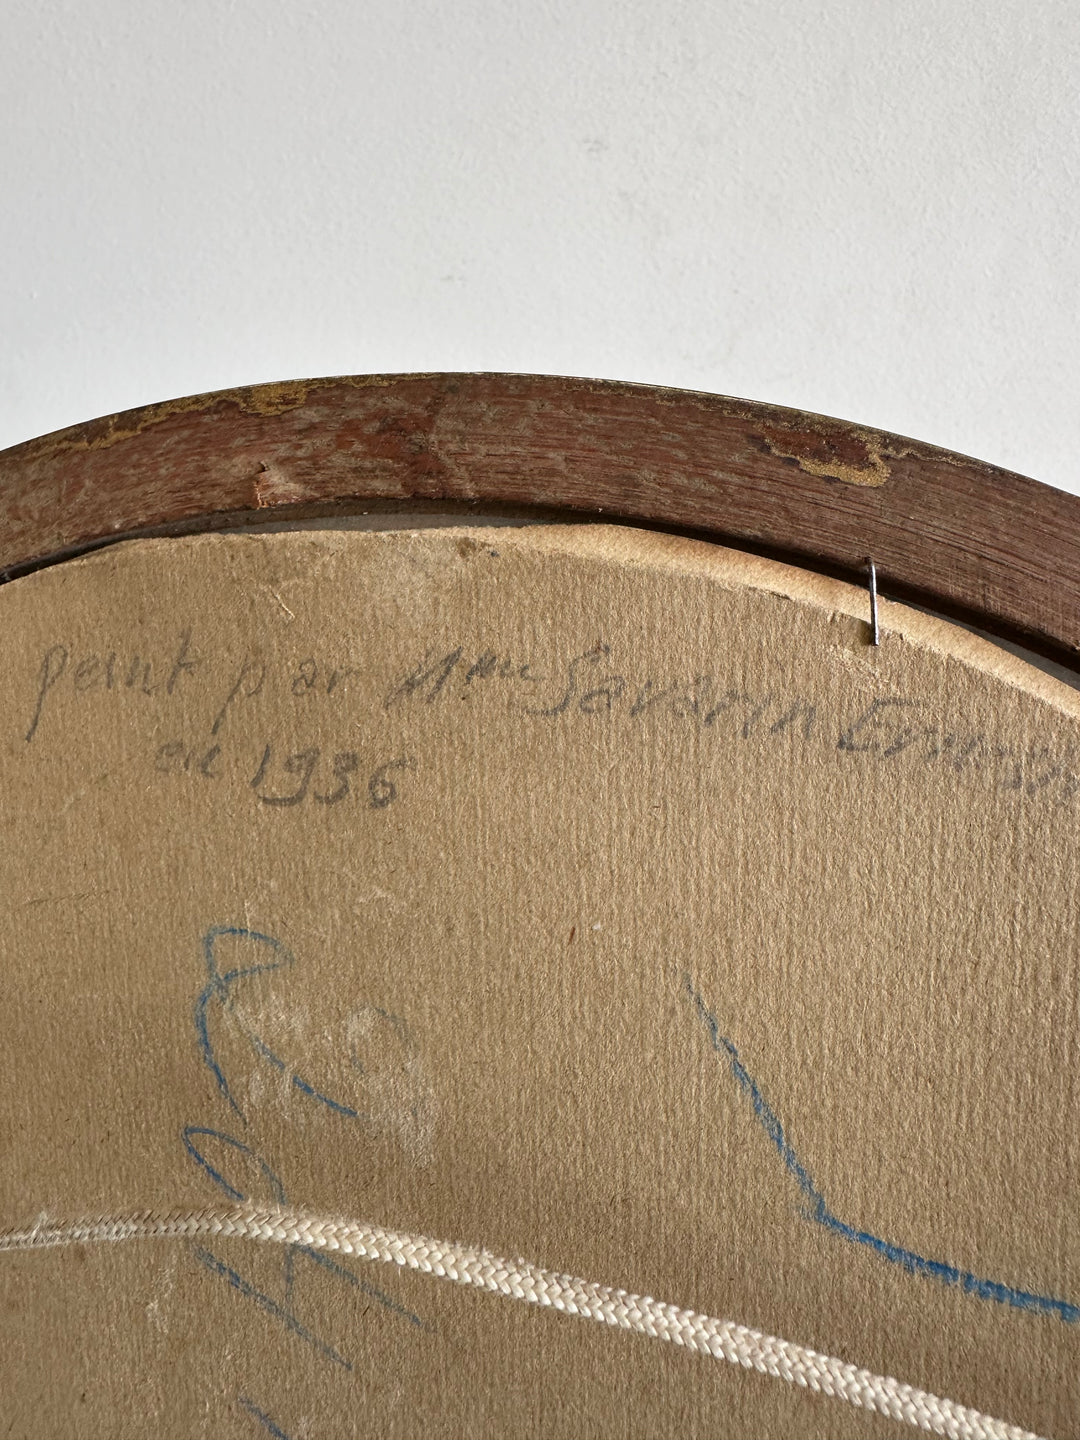 peint par Mme Savarin
en 1936